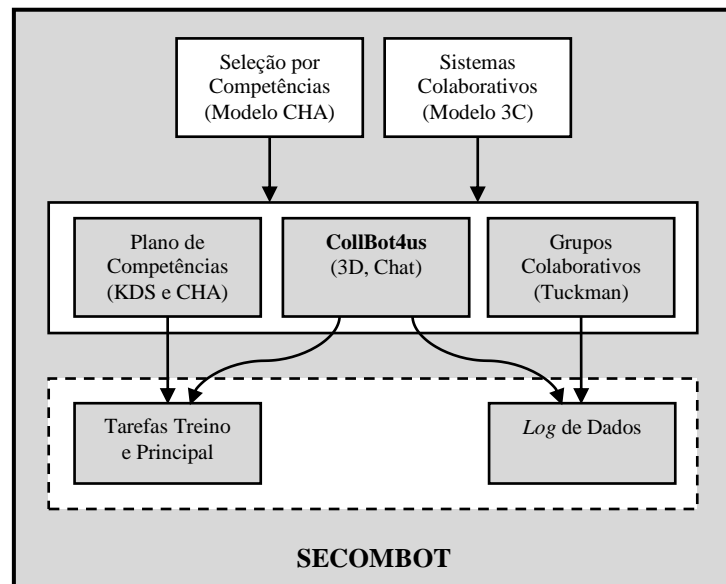 Seleção por
Competências
(Modelo CHA)
Sistemas
Colaborativos
(Modelo 3C)
Plano de
Competências
(KDS e CHA)
CollBot4us
(3D, Chat)
Grupos
Colaborativos
(Tuckman)
Tarefas Treino
e Principal
Log de Dados
SECOMBOT